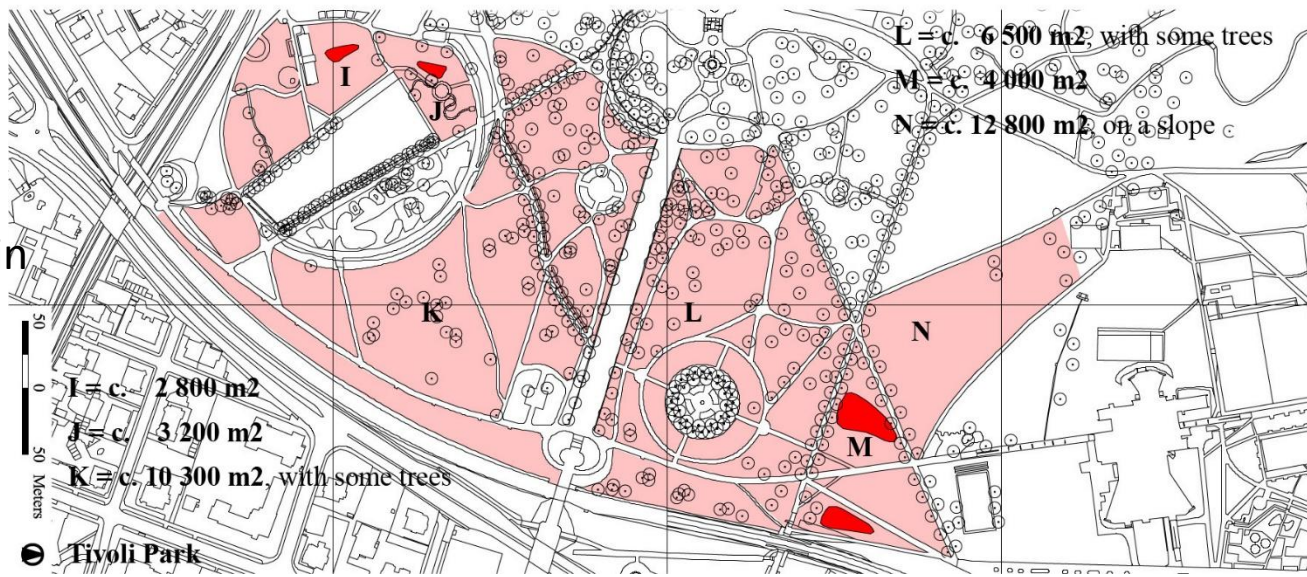 L = c. 6 500 m2, with some trees
M = c. 4 000 m2
N = c. 12 800 m2, on a slope
I
J
n
K
L
N
M
50
0
50
Meters
I = c. 2 800 m2
J = c. 3 200 m2
K = c. 10 300 m2, with some trees
Tivoli Park